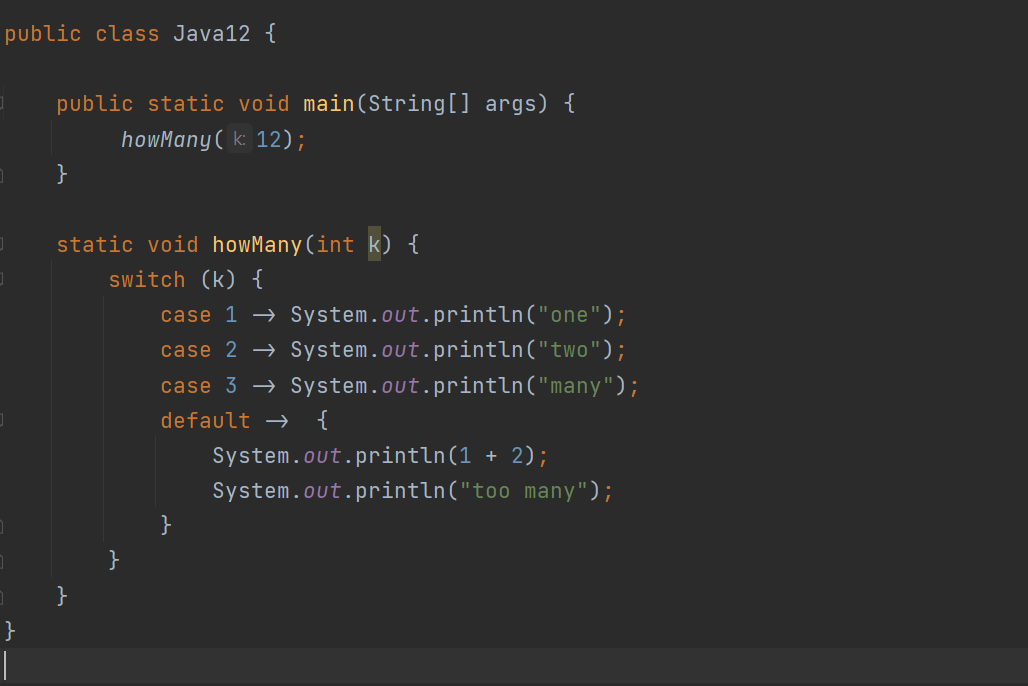 public class Java12 {
    public static void main(String[] args) {
         howMany( k: 12);
    }
    static void howMany(int k) {
        switch (k) {
            case 1 -> System.out.println("one");
            case 2 -> System.out.println("two");
            case 3 -> System.out.println("many");
            default ->  {
                System.out.println(1 + 2);
                System.out.println("too many");
            }
        }
    }
}